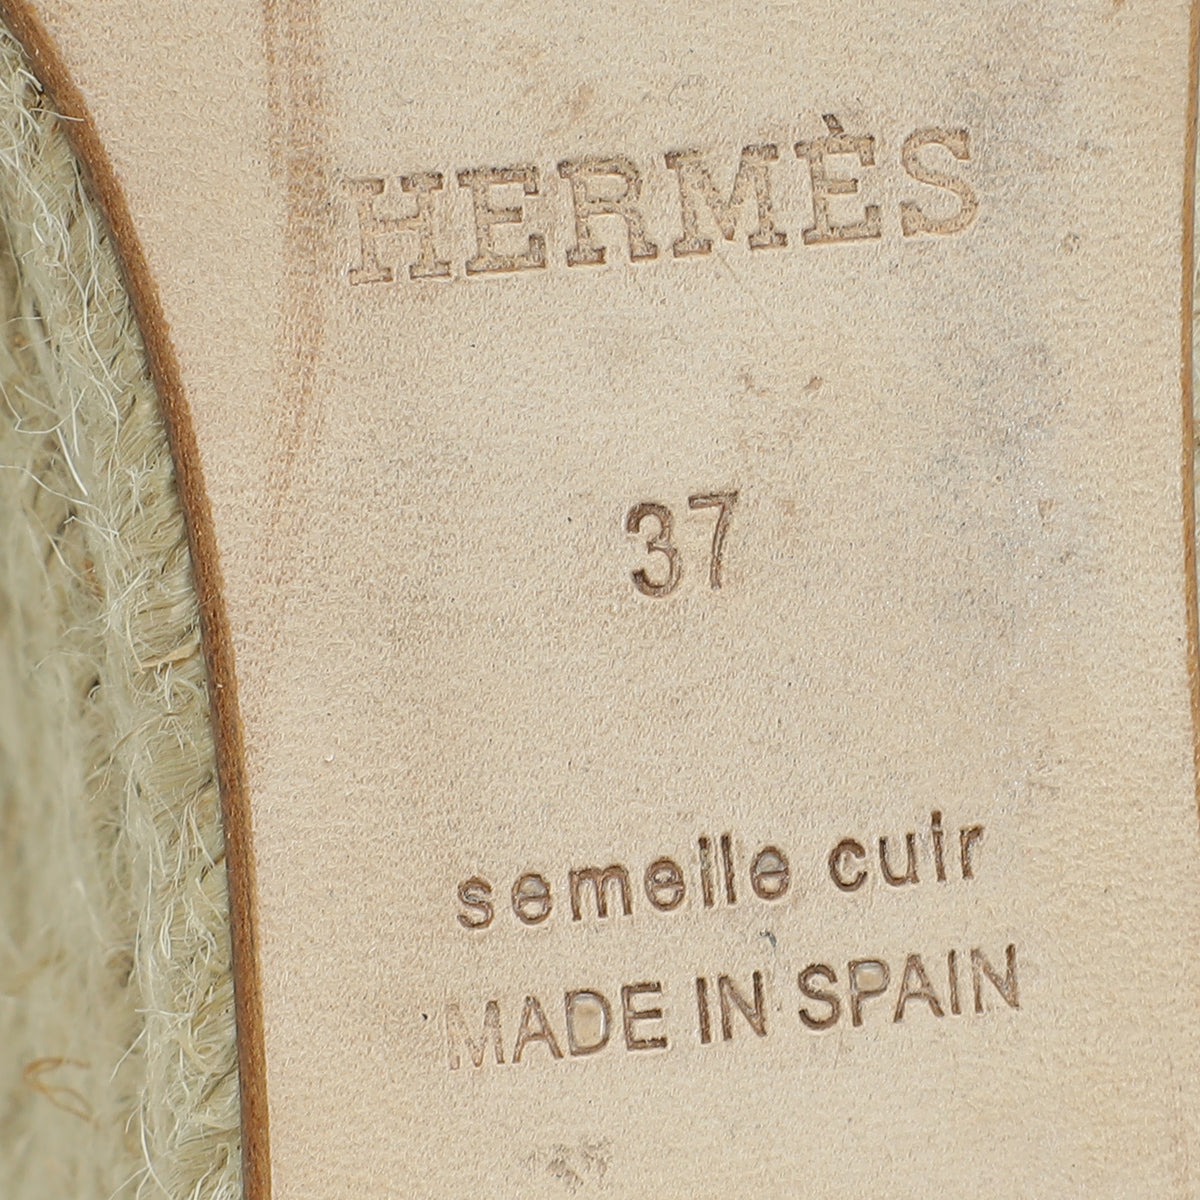 HERMÈS
37
semelle cuir
MADE IN SPAIN